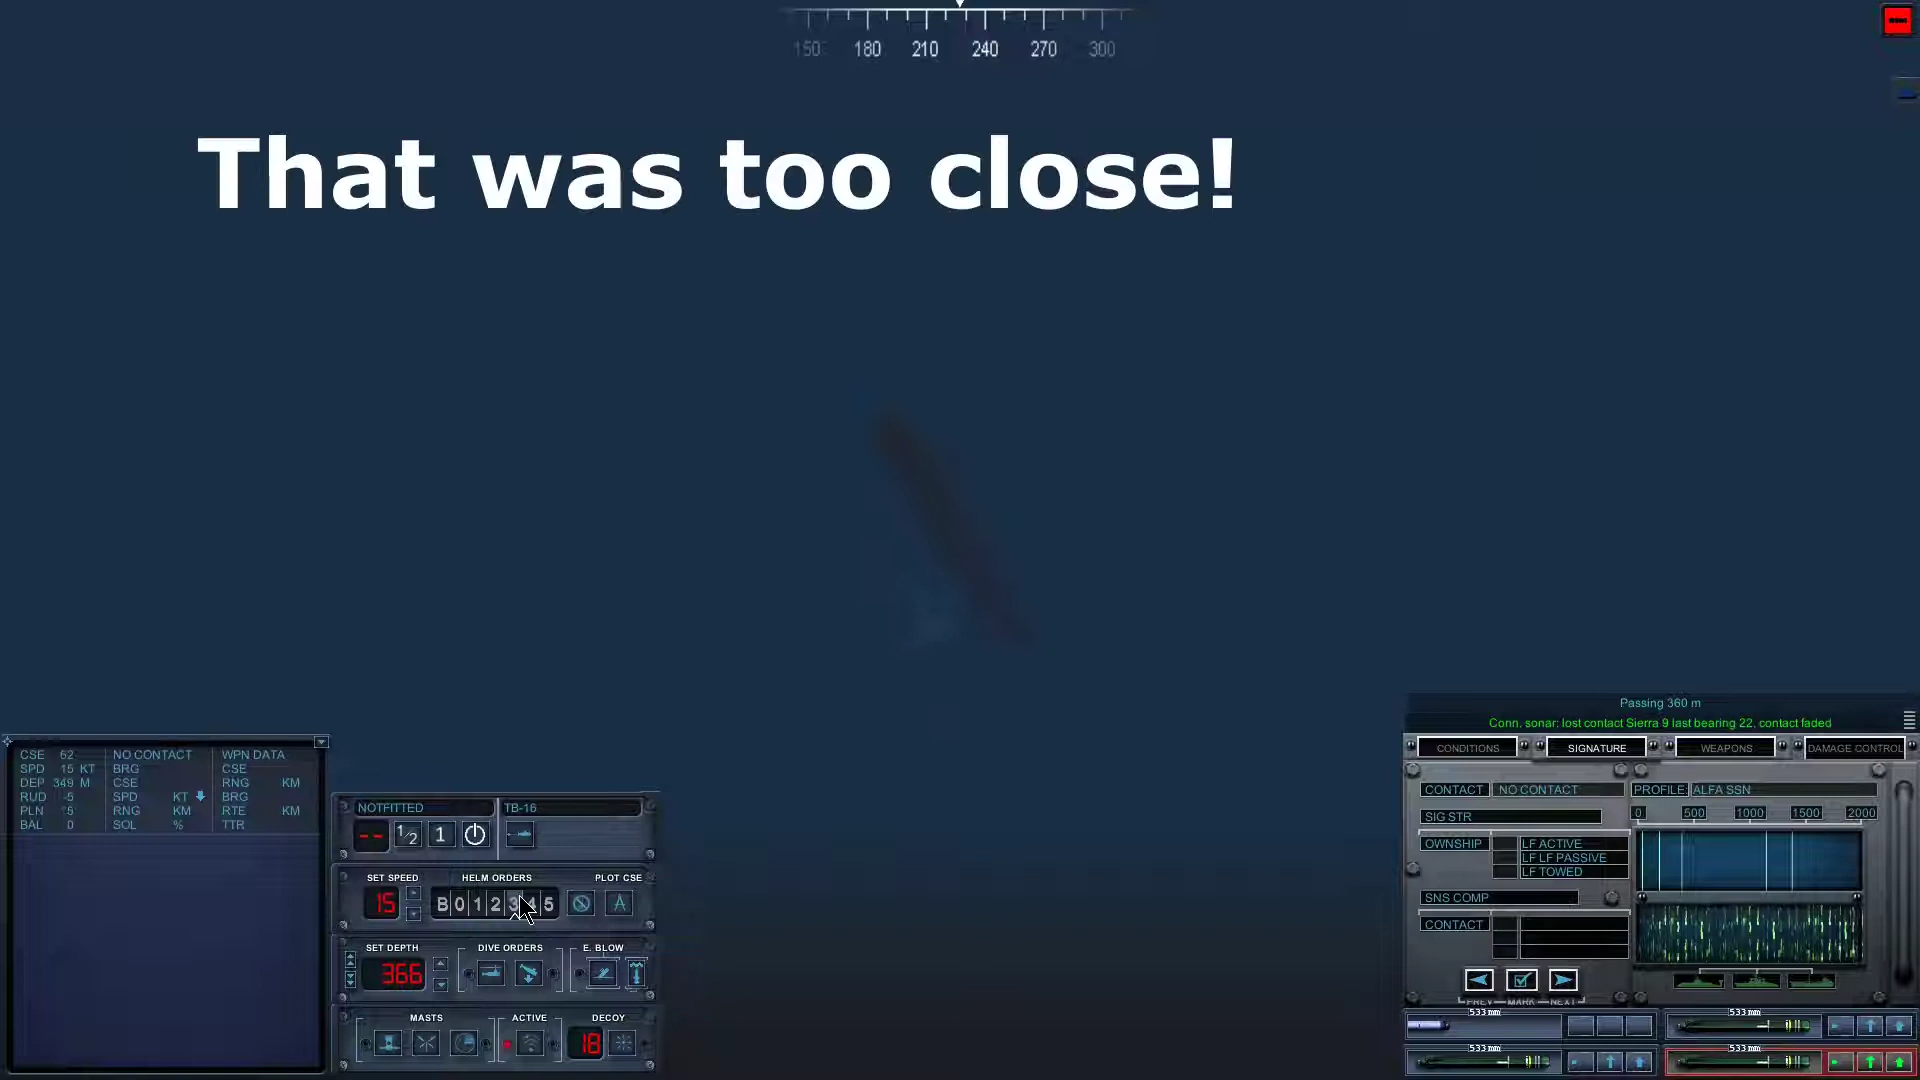 150 180 210 240 270 300
That was too close!
Passing 360 m
Conn, sonar: lost contact Sierra 9 last bearing 22, contact faded
CONDITIONS SIGNATURE WEAPONS DAMAGE CONTROL
CSE 62 NO CONTACT WPN DATA
SPD 15 KT BRG CSE
DEP 349 M CSE RNG KM
RUD -5 SPD KT BRG
PLN °5 RNG KM RTE KM
BAL 0 SOL % TTR
NOTFITTED TB-16
-- 1/2 1
SET SPEED HELM ORDERS PLOT CSE
15 B 0 1 2 3 4 5
SET DEPTH DIVE ORDERS E. BLOW
366
MASTS ACTIVE DECOY
18
CONTACT NO CONTACT PROFILE: ALFA SSN
SIG STR 0 500 1000 1500 2000
OWNSHIP LF ACTIVE
LF LF PASSIVE
LF TOWED
SNS COMP
CONTACT
PREV MARK NEXT
533 mm 533 mm
533 mm 533 mm